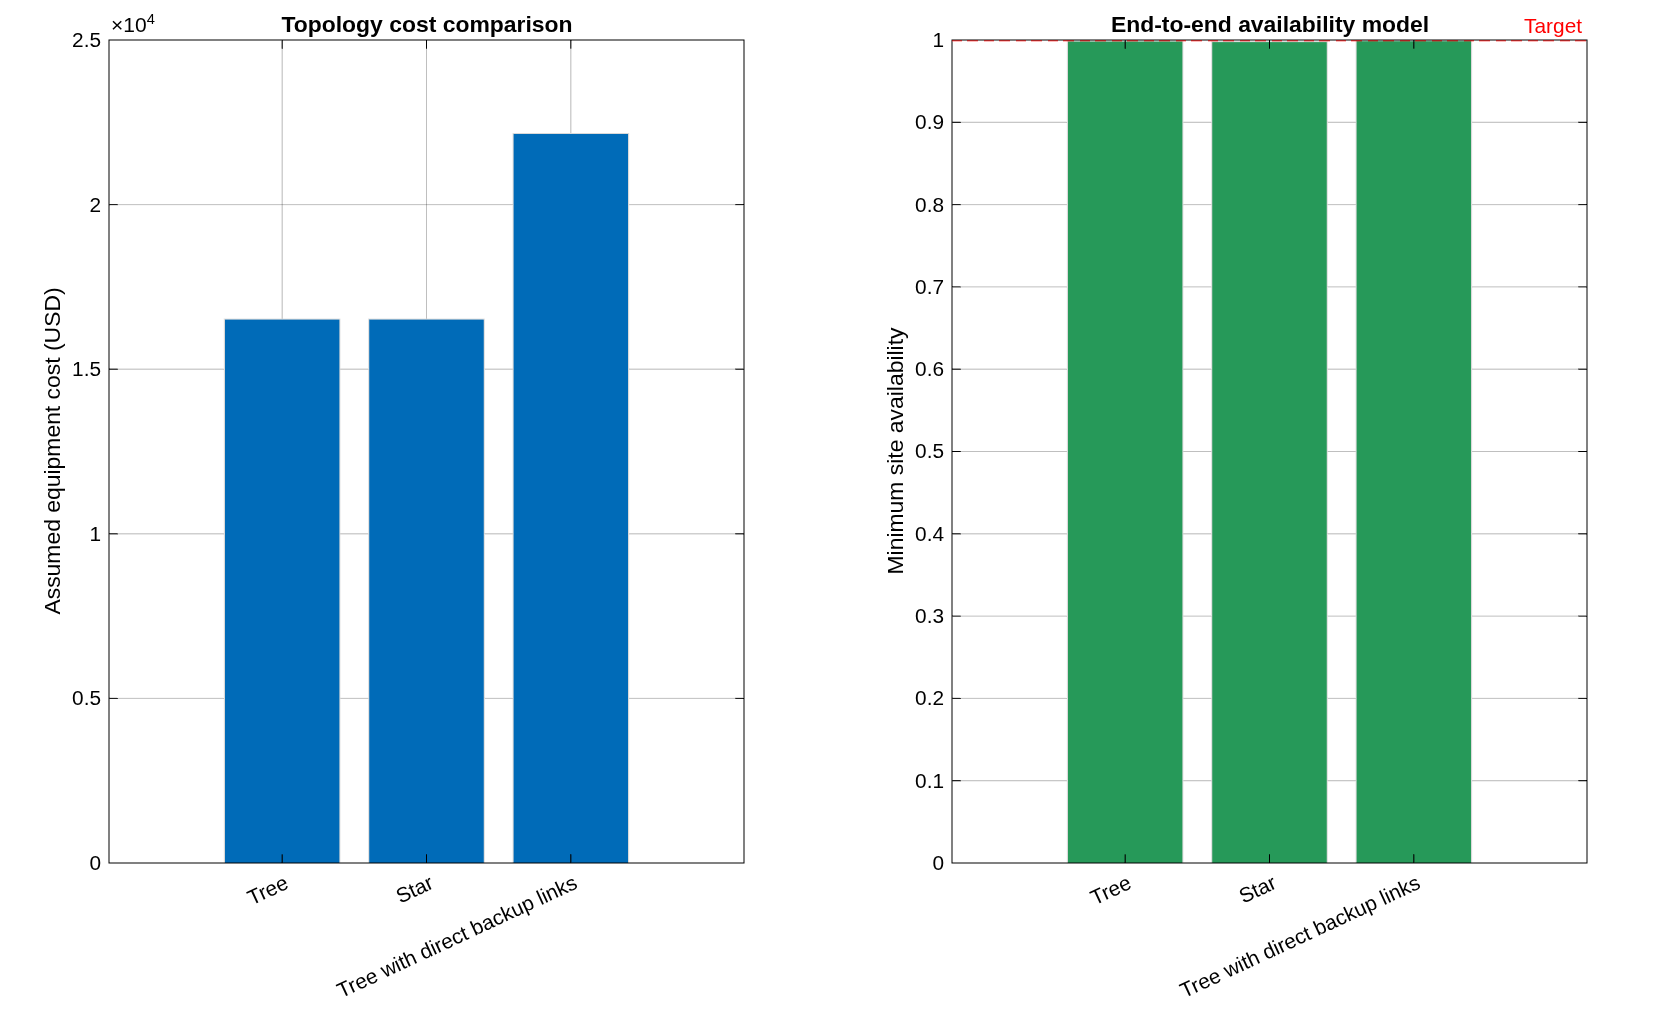 ×10⁴
Topology cost comparison
2.5
2
1.5
1
0.5
0
Assumed equipment cost (USD)
Tree
Star
Tree with direct backup links
End-to-end availability model
Target
1
0.9
0.8
0.7
0.6
0.5
0.4
0.3
0.2
0.1
0
Minimum site availability
Tree
Star
Tree with direct backup links